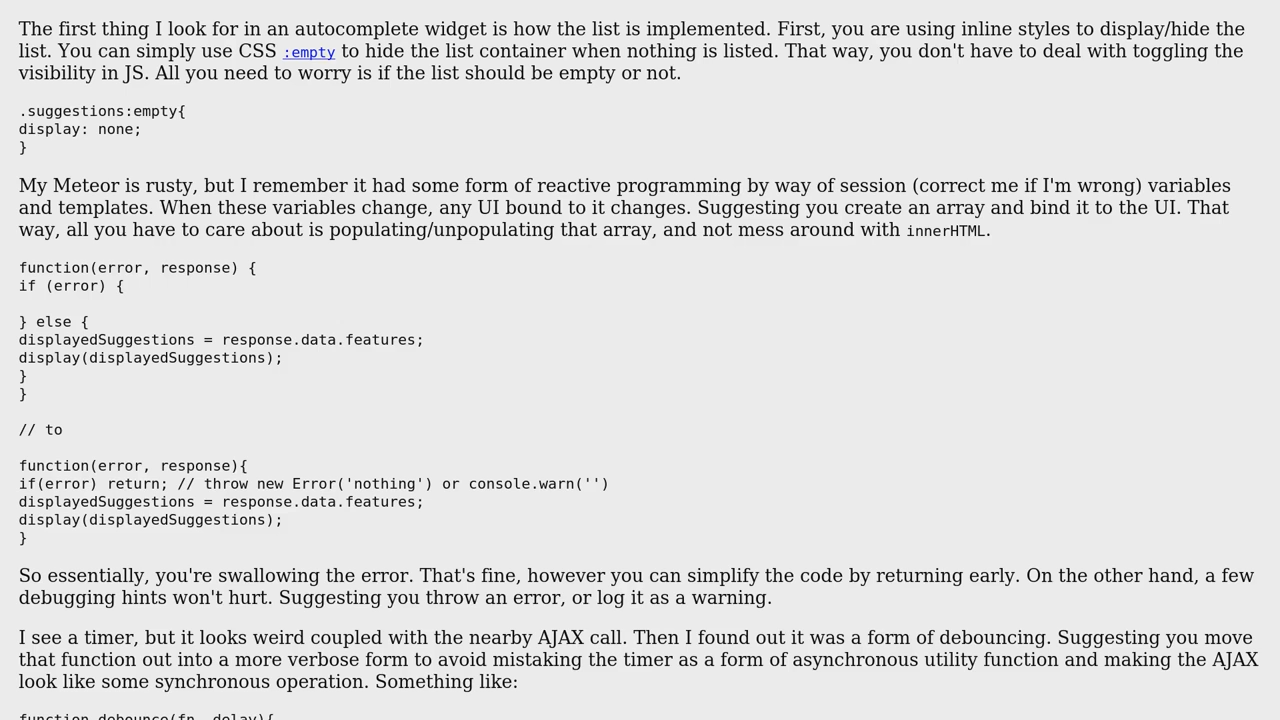 The first thing I look for in an autocomplete widget is how the list is implemented. First, you are using inline styles to display/hide the
list. You can simply use CSS :empty to hide the list container when nothing is listed. That way, you don't have to deal with toggling the
visibility in JS. All you need to worry is if the list should be empty or not.
.suggestions:empty{
display: none;
}
My Meteor is rusty, but I remember it had some form of reactive programming by way of session (correct me if I'm wrong) variables
and templates. When these variables change, any UI bound to it changes. Suggesting you create an array and bind it to the UI. That
way, all you have to care about is populating/unpopulating that array, and not mess around with innerHTML.
function(error, response) {
if (error) {
} else {
displayedSuggestions = response.data.features;
display(displayedSuggestions);
}
}
// to
function(error, response){
if(error) return; // throw new Error('nothing') or console.warn('')
displayedSuggestions = response.data.features;
display(displayedSuggestions);
}
So essentially, you're swallowing the error. That's fine, however you can simplify the code by returning early. On the other hand, a few
debugging hints won't hurt. Suggesting you throw an error, or log it as a warning.
I see a timer, but it looks weird coupled with the nearby AJAX call. Then I found out it was a form of debouncing. Suggesting you move
that function out into a more verbose form to avoid mistaking the timer as a form of asynchronous utility function and making the AJAX
look like some synchronous operation. Something like:
function debounce(fn, delay){